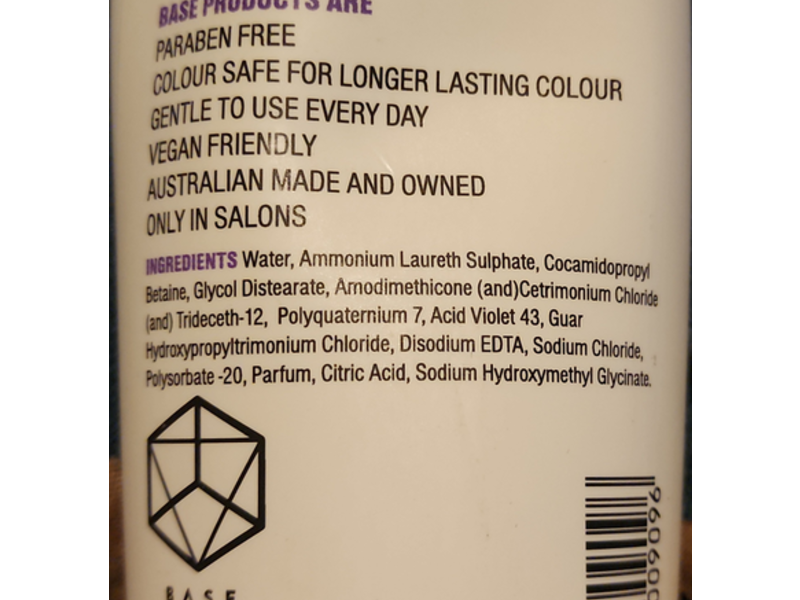 BASE PRODUCTS ARE
PARABEN FREE
COLOUR SAFE FOR LONGER LASTING COLOUR
GENTLE TO USE EVERY DAY
VEGAN FRIENDLY
AUSTRALIAN MADE AND OWNED
ONLY IN SALONS
INGREDIENTS Water, Ammonium Laureth Sulphate, Cocamidopropyl
Betaine, Glycol Distearate, Amodimethicone (and)Cetrimonium Chloride
(and) Trideceth-12, Polyquaternium 7, Acid Violet 43, Guar
Hydroxypropyltrimonium Chloride, Disodium EDTA, Sodium Chloride,
Polysorbate -20, Parfum, Citric Acid, Sodium Hydroxymethyl Glycinate.
BASE
960600